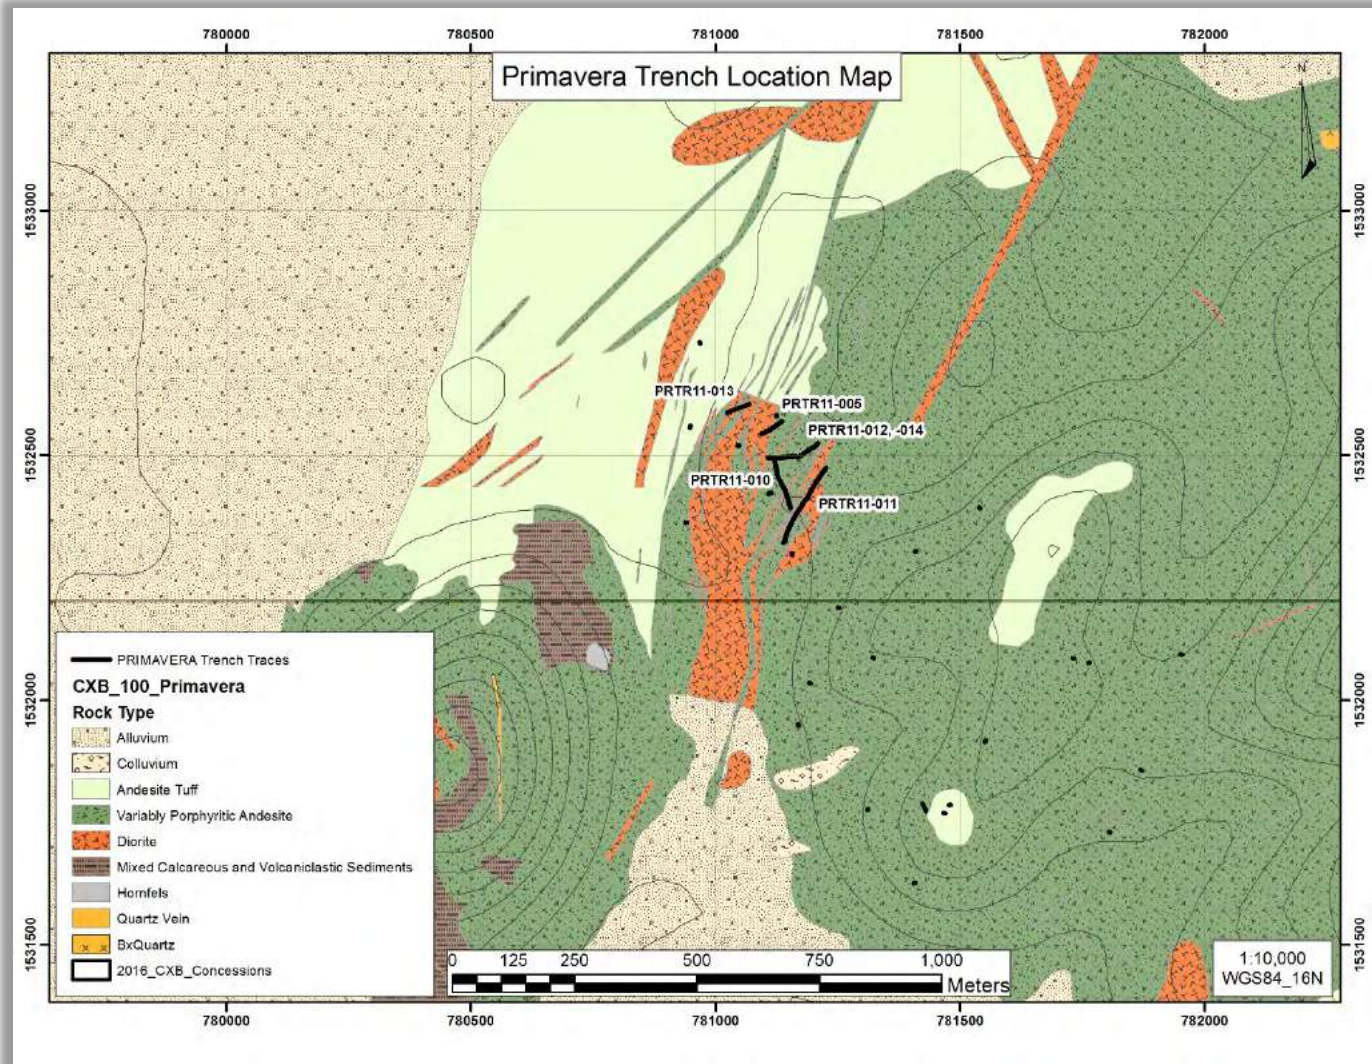 780000 780500 781000 781500 782000
Primavera Trench Location Map
N
1533000 1533000
PRTR11-013
PRTR11-005
PRTR11-012, -014
1532500 1532500
PRTR11-010
PRTR11-011
PRIMAVERA Trench Traces
CXB_100_Primavera
Rock Type
Alluvium
Colluvium
Andesite Tuff
Variably Porphyritic Andesite
Diorite
Mixed Calcareous and Volcaniclastic Sediments
Hornfels
Quartz Vein
BxQuartz
2016_CXB_Concessions
1532000 1532000
1531500 1531500
0 125 250 500 750 1,000
Meters
1:10,000
WGS84_16N
780000 780500 781000 781500 782000